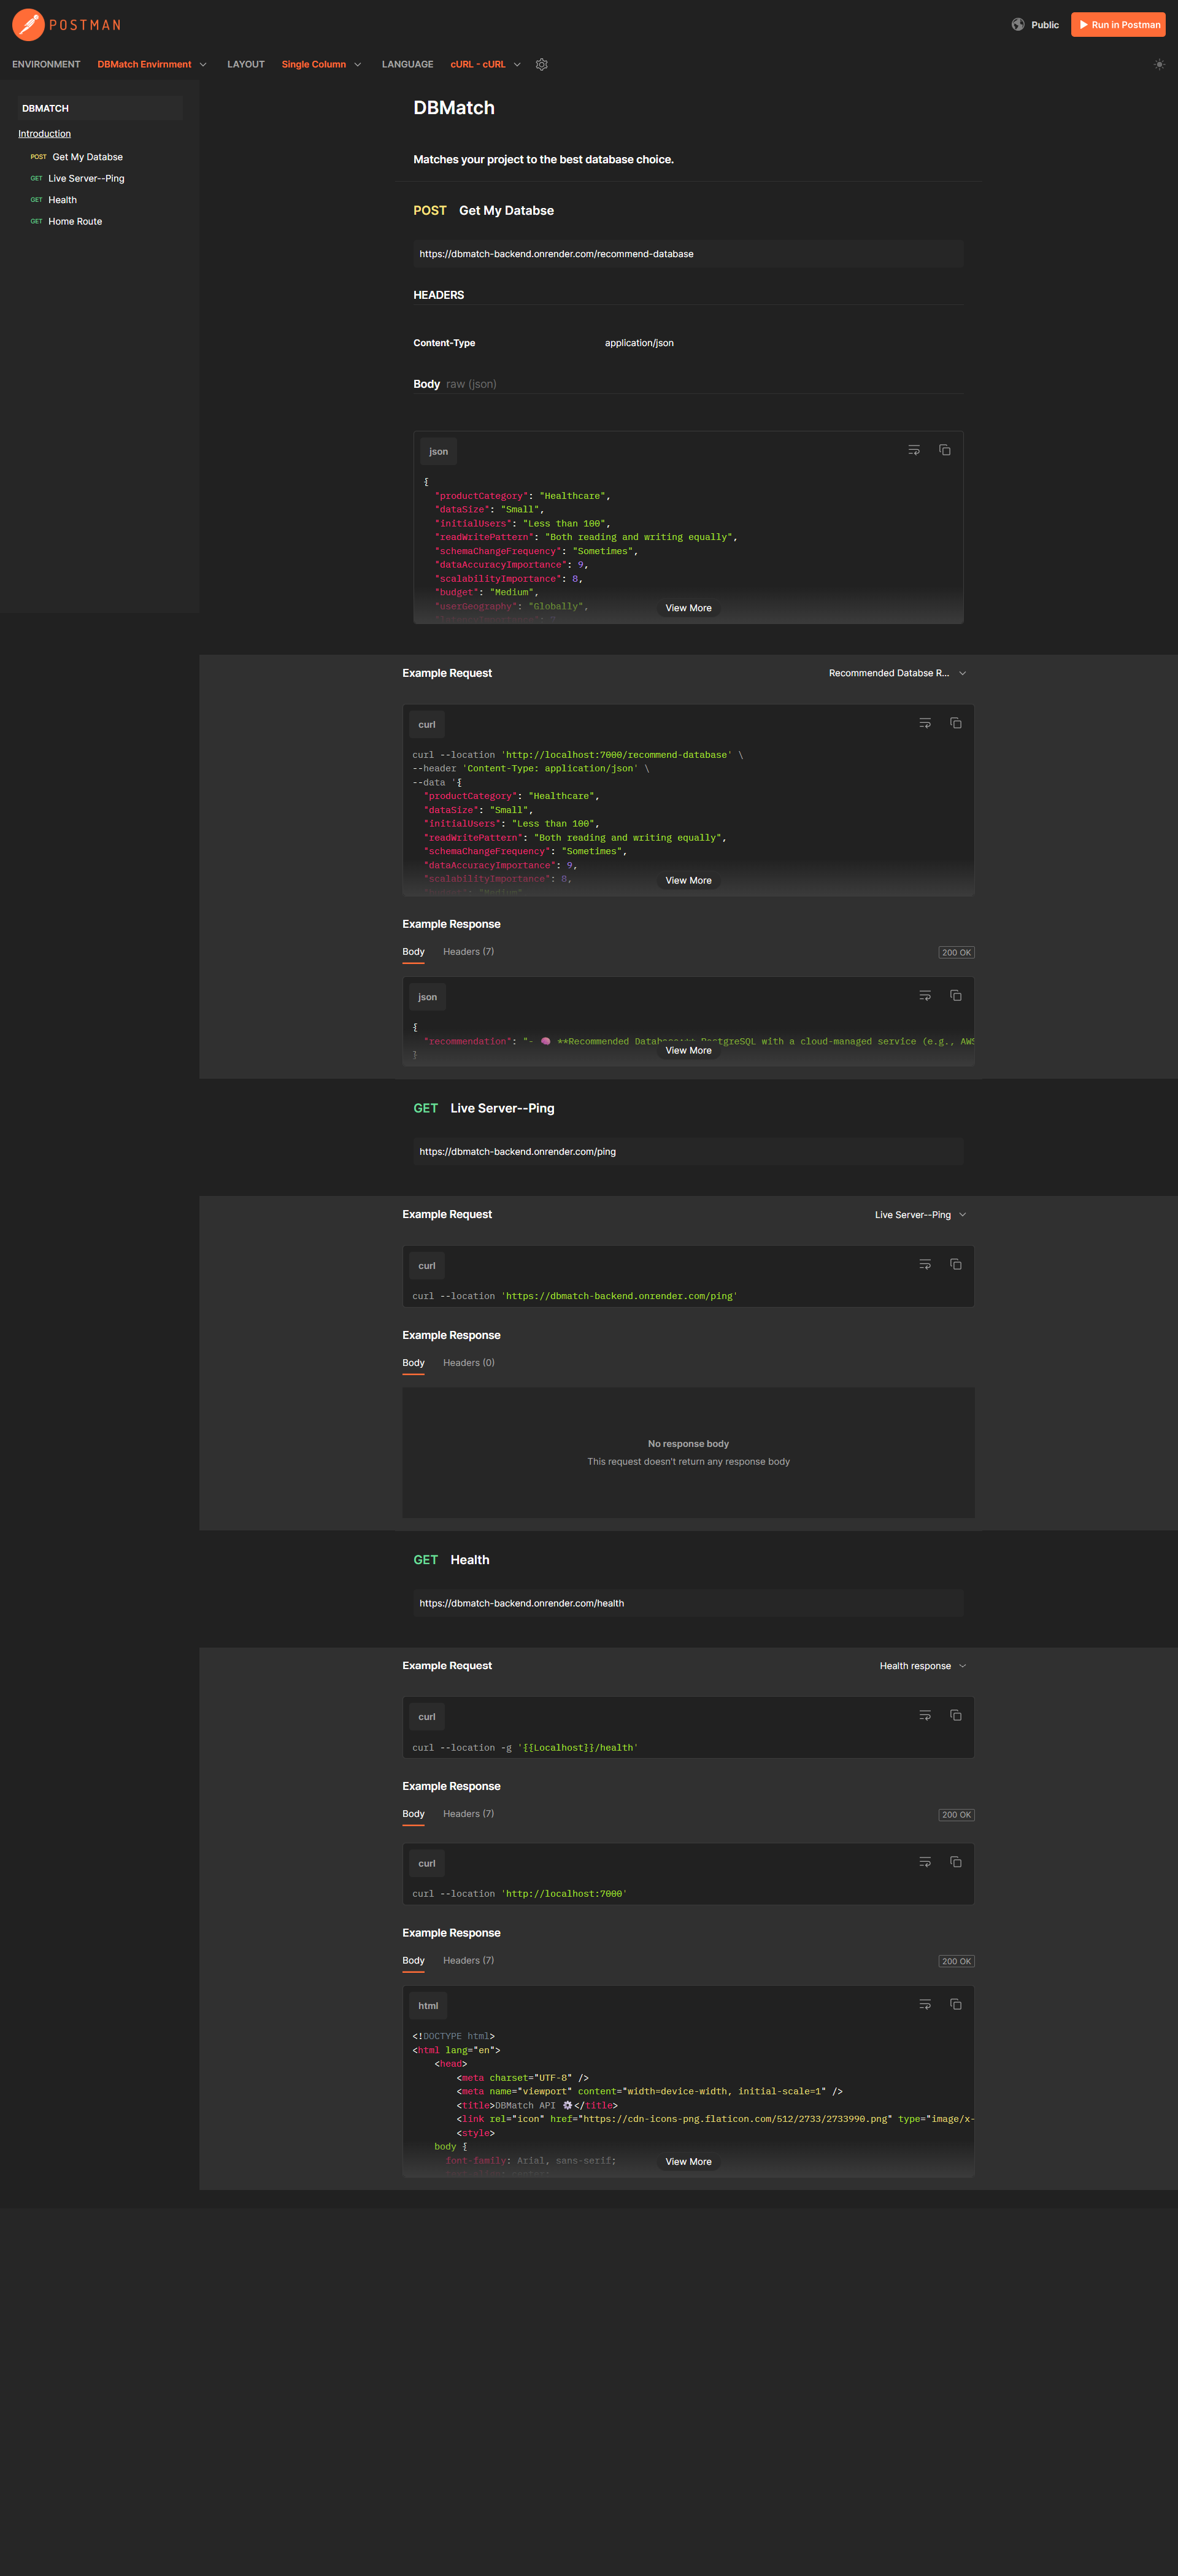 POSTMAN
Public
Run in Postman
ENVIRONMENT DBMatch Envirnment LAYOUT Single Column LANGUAGE cURL - cURL
DBMATCH
Introduction
POST Get My Databse
GET Live Server--Ping
GET Health
GET Home Route
DBMatch
Matches your project to the best database choice.
POST Get My Databse
https://dbmatch-backend.onrender.com/recommend-database
HEADERS
Content-Type application/json
Body raw (json)
json
{
"productCategory": "Healthcare",
"dataSize": "Small",
"initialUsers": "Less than 100",
"readWritePattern": "Both reading and writing equally",
"schemaChangeFrequency": "Sometimes",
"dataAccuracyImportance": 9,
"scalabilityImportance": 8,
"budget": "Medium",
"userGeography": "Globally",
View More
Example Request Recommended Databse R...
curl
curl --location 'http://localhost:7000/recommend-database' \
--header 'Content-Type: application/json' \
--data '{
"productCategory": "Healthcare",
"dataSize": "Small",
"initialUsers": "Less than 100",
"readWritePattern": "Both reading and writing equally",
"schemaChangeFrequency": "Sometimes",
"dataAccuracyImportance": 9,
"scalabilityImportance": 8,
"budget": "Medium",
View More
Example Response
Body Headers (7) 200 OK
json
{
"recommendation": "- 🧠 **Recommended Database:** PostgreSQL with a cloud-managed service (e.g., AWS
}
View More
GET Live Server--Ping
https://dbmatch-backend.onrender.com/ping
Example Request Live Server--Ping
curl
curl --location 'https://dbmatch-backend.onrender.com/ping'
Example Response
Body Headers (0)
No response body
This request doesn't return any response body
GET Health
https://dbmatch-backend.onrender.com/health
Example Request Health response
curl
curl --location -g '{{Localhost}}/health'
Example Response
Body Headers (7) 200 OK
curl
curl --location 'http://localhost:7000'
Example Response
Body Headers (7) 200 OK
html
<!DOCTYPE html>
<html lang="en">
<head>
<meta charset="UTF-8" />
<meta name="viewport" content="width=device-width, initial-scale=1" />
<title>DBMatch API ⚙️</title>
<link rel="icon" href="https://cdn-icons-png.flaticon.com/512/2733/2733990.png" type="image/x-
<style>
body {
font-family: Arial, sans-serif;
View More